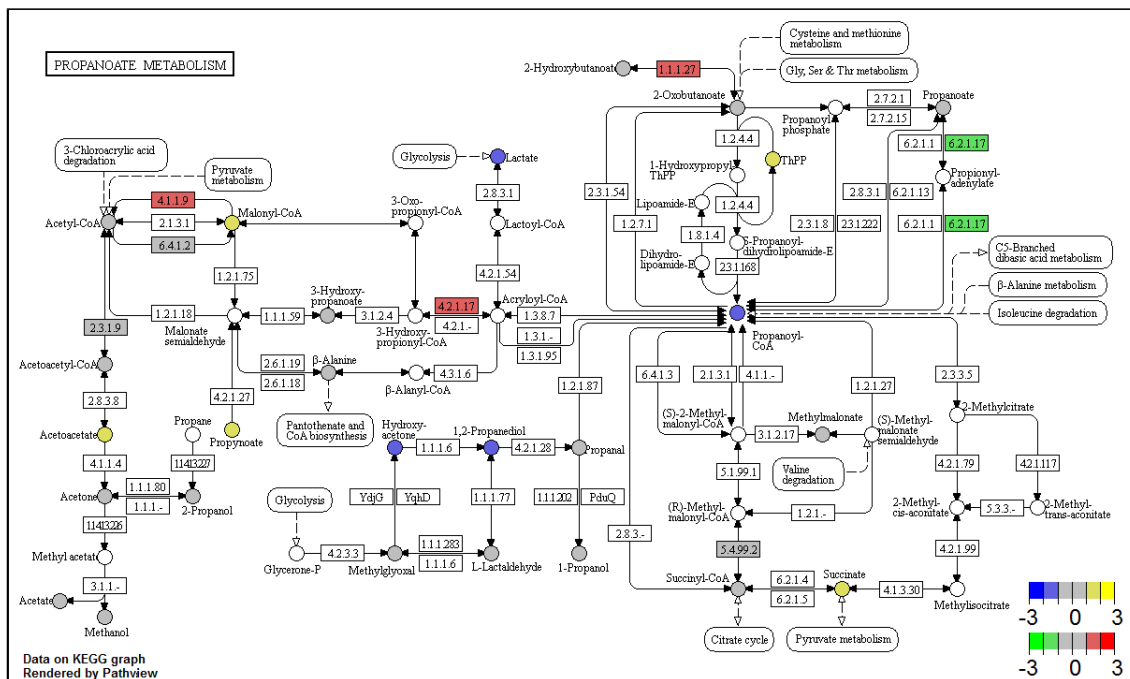 PROPANOATE METABOLISM
Cysteine and methionine
metabolism
2-Hydroxybutanoate
1.1.1.27
Gly, Ser & Thr metabolism
2-Oxobutanoate
Propanoyl
phosphate
2.7.2.1
2.7.2.15
Propanoate
1.2.4.4
ThPP
6.2.1.1
6.2.1.17
3-Chloroacrylic acid
degradation
Glycolysis
Lactate
Pyruvate
metabolism
1-Hydroxypropyl-
ThPP
Propionyl-
adenylate
2.8.3.1
2.3.1.54
2.8.3.1
6.2.1.13
4.1.1.9
3-Oxo-
propionyl-CoA
Lipoamide-E
1.2.4.4
Acetyl-CoA
2.1.3.1
Malonyl-CoA
Lactoyl-CoA
1.2.7.1
2.3.1.8
2.3.1.222
6.2.1.1
6.2.1.17
6.4.1.2
1.8.1.4
S-Propanoyl-
dihydrolipoamide-E
C5-Branched
dibasic acid metabolism
Dihydro-
lipoamide-E
2.3.1.168
1.2.1.75
4.2.1.54
β-Alanine metabolism
3-Hydroxy-
propanoate
4.2.1.17
Acryloyl-CoA
1.2.1.18
Malonate
semialdehyde
1.1.1.59
3.1.2.4
3-Hydroxy-
propionyl-CoA
4.2.1.-
1.3.8.7
Isoleucine degradation
2.3.1.9
1.3.1.-
Propanoyl-
CoA
1.3.1.95
Acetoacetyl-CoA
2.6.1.19
2.6.1.18
β-Alanine
4.3.1.6
β-Alanyl-CoA
6.4.1.3
2.1.3.1
4.1.1.-
1.2.1.27
2.3.3.5
2.8.3.8
4.2.1.27
1.2.1.87
Propane
Pantothenate and
CoA biosynthesis
Hydroxy-
acetone
1,2-Propanediol
(S)-2-Methyl-
malonyl-CoA
Methylmalonate
(S)-Methyl-
malonate
semialdehyde
2-Methylcitrate
Acetoacetate
Propynoate
1.1.1.6
4.2.1.28
Propanal
3.1.2.17
4.1.1.4
1.14.13.227
5.1.99.1
Valine
degradation
4.2.1.79
4.2.1.117
1.1.1.80
Glycolysis
YdjG
YqhD
1.1.1.77
1.1.1.202
PduQ
Acetone
1.1.1.-
2-Propanol
(R)-Methyl-
malonyl-CoA
1.2.1.-
2-Methyl-
cis-aconitate
5.3.3.-
2-Methyl-
trans-aconitate
1.14.13.226
2.8.3.-
Methyl acetate
1.1.1.283
5.4.99.2
4.2.1.99
Glycerone-P
4.2.3.3
Methylglyoxal
1.1.1.6
L-Lactaldehyde
1-Propanol
3.1.1.-
Succinyl-CoA
6.2.1.4
6.2.1.5
Succinate
4.1.3.30
Methylisocitrate
Acetate
Methanol
Citrate cycle
Pyruvate metabolism
-3 0 3
-3 0 3
Data on KEGG graph
Rendered by Pathview